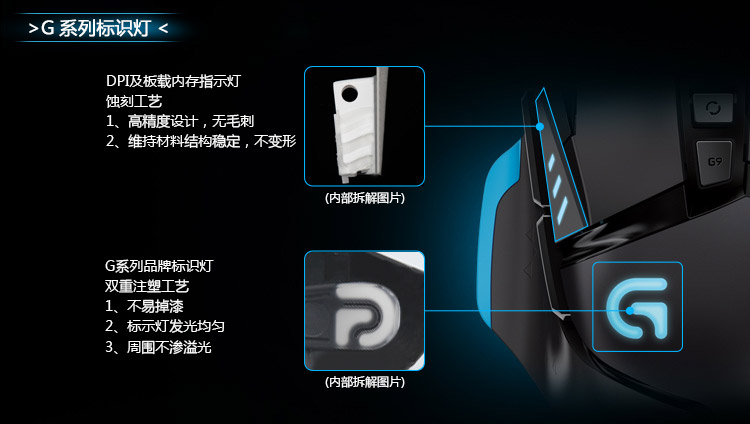 >G 系列标识灯 <
DPI及板载内存指示灯
蚀刻工艺
1、高精度设计，无毛刺
2、维持材料结构稳定，不变形
(内部拆解图片)
G9
G系列品牌标识灯
双重注塑工艺
1、不易掉漆
2、标示灯发光均匀
3、周围不渗溢光
(内部拆解图片)
G